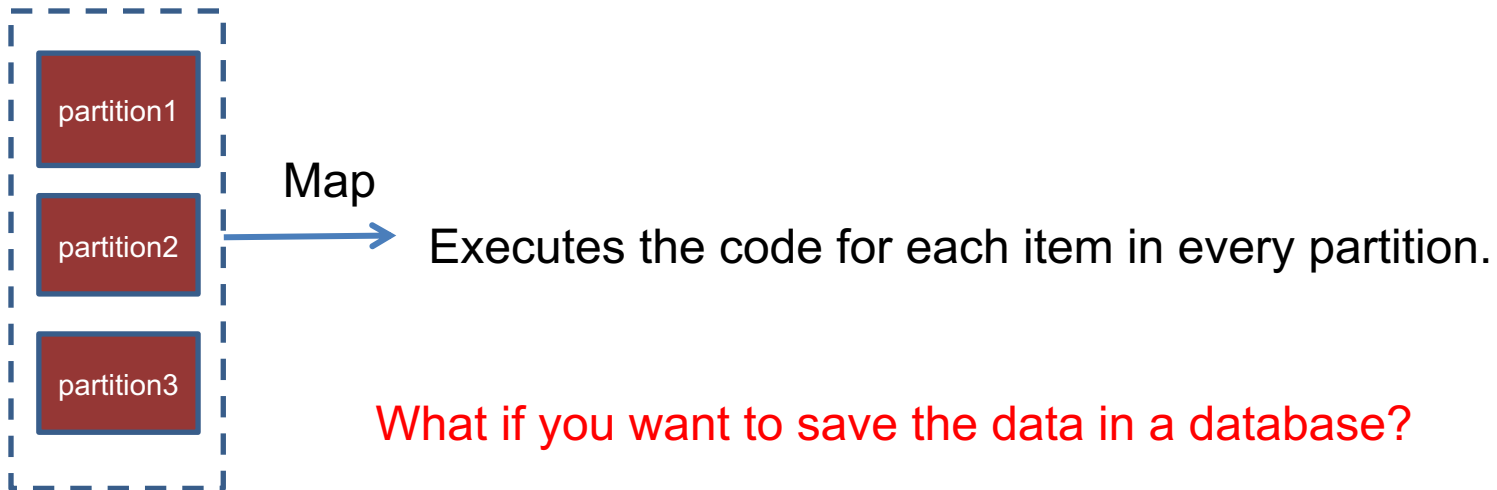 partition1
Map
partition2
Executes the code for each item in every partition.
partition3
What if you want to save the data in a database?